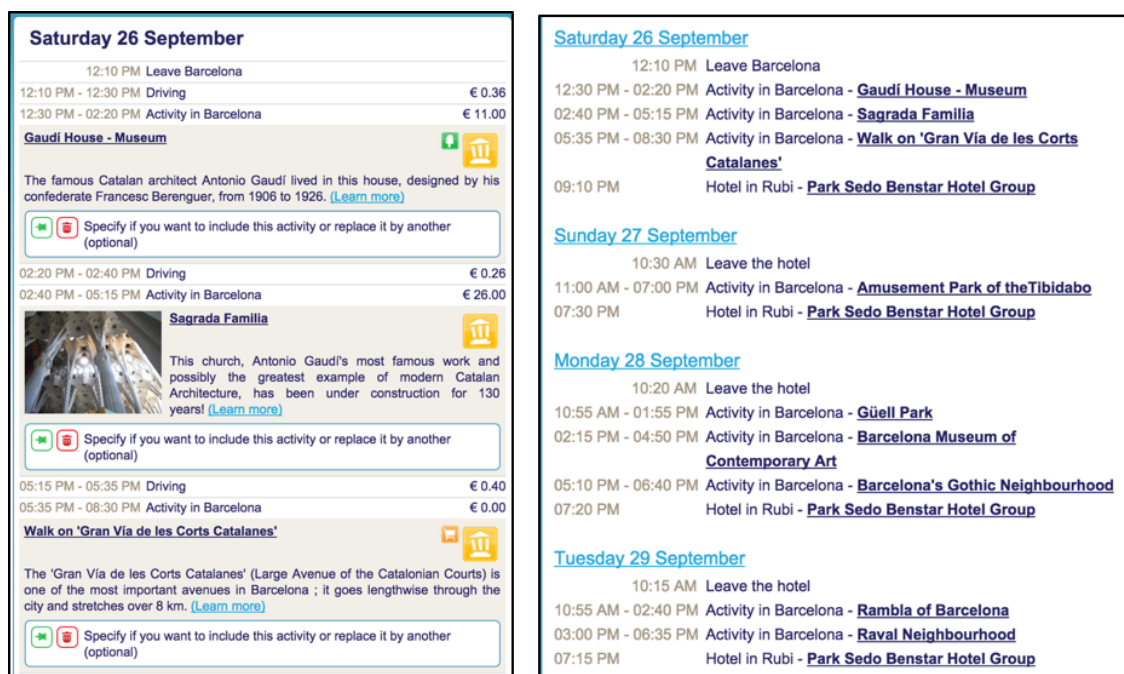 Saturday 26 September
12:10 PM Leave Barcelona
12:10 PM - 12:30 PM Driving € 0.36
12:30 PM - 02:20 PM Activity in Barcelona € 11.00
Gaudí House - Museum
The famous Catalan architect Antonio Gaudí lived in this house, designed by his
confederate Francesc Berenguer, from 1906 to 1926. (Learn more)
Specify if you want to include this activity or replace it by another
(optional)
02:20 PM - 02:40 PM Driving € 0.26
02:40 PM - 05:15 PM Activity in Barcelona € 26.00
Sagrada Familia
This church, Antonio Gaudí's most famous work and
possibly the greatest example of modern Catalan
Architecture, has been under construction for 130
years! (Learn more)
Specify if you want to include this activity or replace it by another
(optional)
05:15 PM - 05:35 PM Driving € 0.40
05:35 PM - 08:30 PM Activity in Barcelona € 0.00
Walk on 'Gran Vía de les Corts Catalanes'
The 'Gran Vía de les Corts Catalanes' (Large Avenue of the Catalonian Courts) is
one of the most important avenues in Barcelona ; it goes lengthwise through the
city and stretches over 8 km. (Learn more)
Specify if you want to include this activity or replace it by another
(optional)
Saturday 26 September
12:10 PM Leave Barcelona
12:30 PM - 02:20 PM Activity in Barcelona - Gaudí House - Museum
02:40 PM - 05:15 PM Activity in Barcelona - Sagrada Familia
05:35 PM - 08:30 PM Activity in Barcelona - Walk on 'Gran Vía de les Corts
Catalanes'
09:10 PM Hotel in Rubi - Park Sedo Benstar Hotel Group
Sunday 27 September
10:30 AM Leave the hotel
11:00 AM - 07:00 PM Activity in Barcelona - Amusement Park of theTibidabo
07:30 PM Hotel in Rubi - Park Sedo Benstar Hotel Group
Monday 28 September
10:20 AM Leave the hotel
10:55 AM - 01:55 PM Activity in Barcelona - Güell Park
02:15 PM - 04:50 PM Activity in Barcelona - Barcelona Museum of
Contemporary Art
05:10 PM - 06:40 PM Activity in Barcelona - Barcelona's Gothic Neighbourhood
07:20 PM Hotel in Rubi - Park Sedo Benstar Hotel Group
Tuesday 29 September
10:15 AM Leave the hotel
10:55 AM - 02:40 PM Activity in Barcelona - Rambla of Barcelona
03:00 PM - 06:35 PM Activity in Barcelona - Raval Neighbourhood
07:15 PM Hotel in Rubi - Park Sedo Benstar Hotel Group